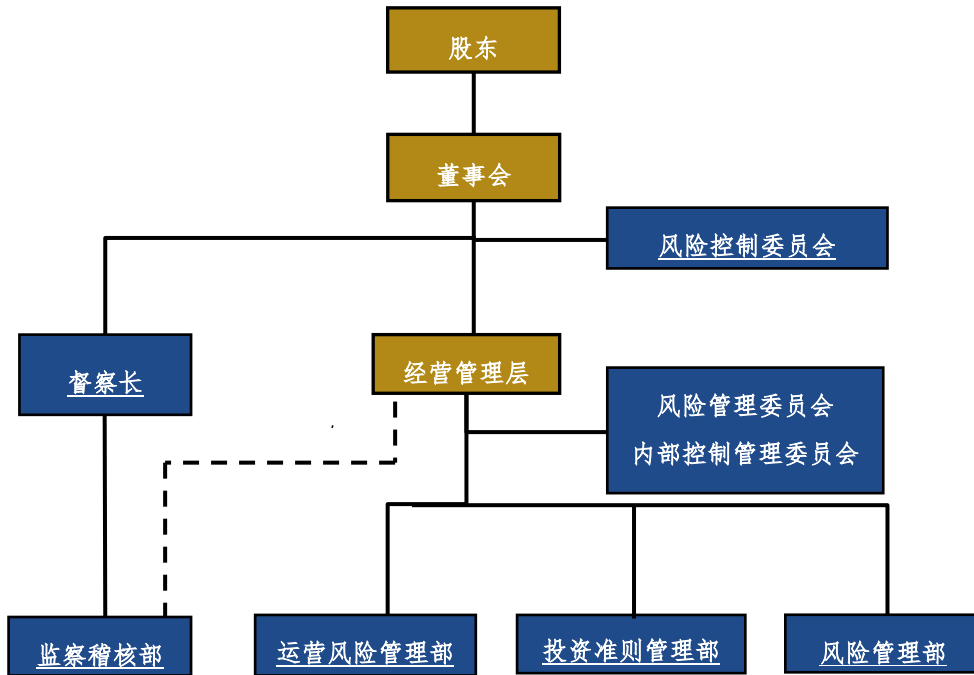 股东
董事会
风险控制委员会
督察长
经营管理层
风险管理委员会
内部控制管理委员会
监察稽核部
运营风险管理部
投资准则管理部
风险管理部